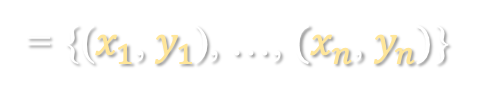 = {(x₁, y₁), ..., (xₙ, yₙ)}